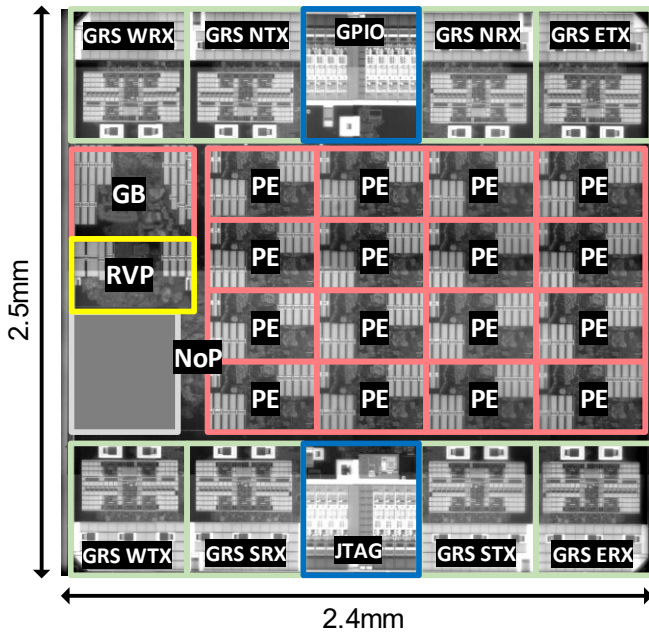 GRS WRX GRS NTX GPIO GRS NRX GRS ETX
GB PE PE PE PE
RVP PE PE PE PE
PE PE PE PE
NoP
PE PE PE PE
GRS WTX GRS SRX JTAG GRS STX GRS ERX
2.5mm
2.4mm